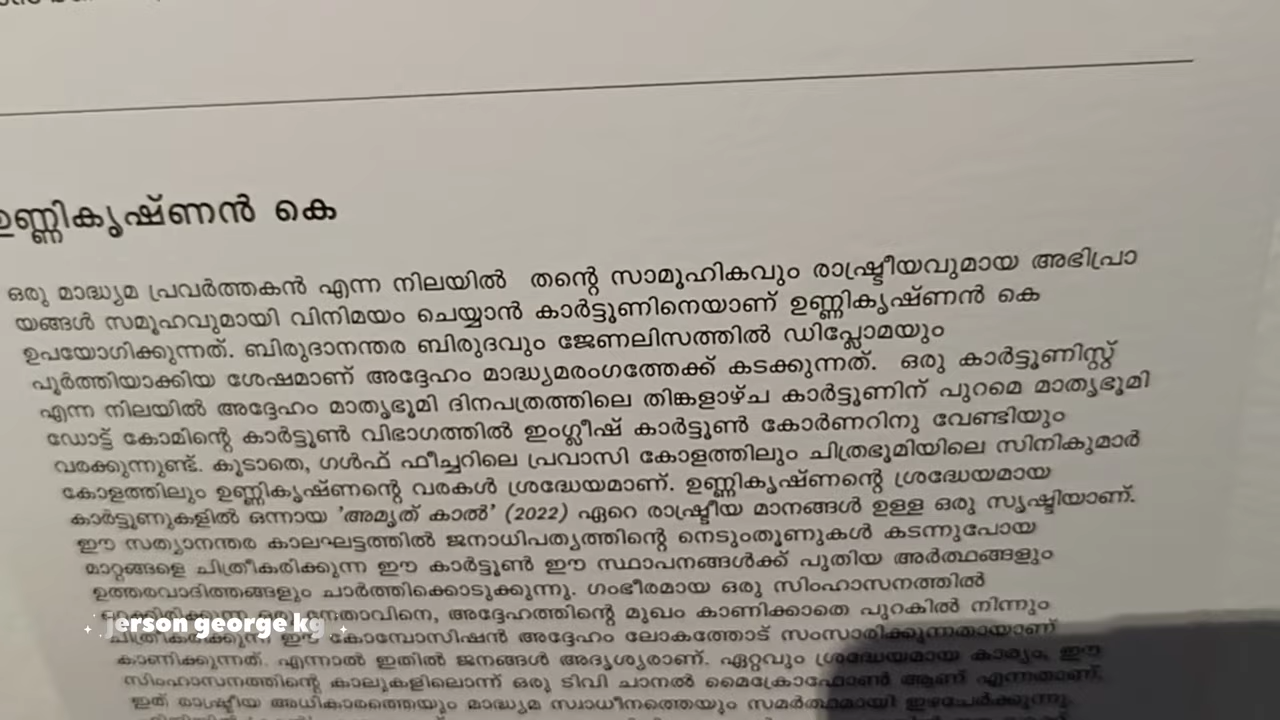 ഉണ്ണികൃഷ്ണൻ കെ
ഒരു മാദ്ധ്യമ പ്രവർത്തകൻ എന്ന നിലയിൽ തന്റെ സാമൂഹികവും രാഷ്ട്രീയവുമായ അഭിപ്രാ
യങ്ങൾ സമൂഹവുമായി വിനിമയം ചെയ്യാൻ കാർട്ടൂണിനെയാണ് ഉണ്ണികൃഷ്ണൻ കെ
ഉപയോഗിക്കുന്നത്. ബിരുദാനന്തര ബിരുദവും ജേണലിസത്തിൽ ഡിപ്ലോമയും
പൂർത്തിയാക്കിയ ശേഷമാണ് അദ്ദേഹം മാദ്ധ്യമരംഗത്തേക്ക് കടക്കുന്നത്. ഒരു കാർട്ടൂണിസ്റ്റ്
എന്ന നിലയിൽ അദ്ദേഹം മാതൃഭൂമി ദിനപത്രത്തിലെ തിങ്കളാഴ്ച കാർട്ടൂണിന് പുറമെ മാതൃഭൂമി
ഡോട്ട് കോമിന്റെ കാർട്ടൂൺ വിഭാഗത്തിൽ ഇംഗ്ലീഷ് കാർട്ടൂൺ കോർണറിനു വേണ്ടിയും
വരക്കുന്നുണ്ട്. കൂടാതെ, ഗൾഫ് ഫീച്ചറിലെ പ്രവാസി കോളത്തിലും ചിത്രഭൂമിയിലെ സിനികുമാർ
കോളത്തിലും ഉണ്ണികൃഷ്ണന്റെ വരകൾ ശ്രദ്ധേയമാണ്. ഉണ്ണികൃഷ്ണന്റെ ശ്രദ്ധേയമായ
കാർട്ടൂണുകളിൽ ഒന്നായ 'അമൃത് കാൽ' (2022) ഏറെ രാഷ്ട്രീയ മാനങ്ങൾ ഉള്ള ഒരു സൃഷ്ടിയാണ്.
ഈ സത്യാനന്തര കാലഘട്ടത്തിൽ ജനാധിപത്യത്തിന്റെ നെടുംതൂണുകൾ കടന്നുപോയ
മാറ്റങ്ങളെ ചിത്രീകരിക്കുന്ന ഈ കാർട്ടൂൺ ഈ സ്ഥാപനങ്ങൾക്ക് പുതിയ അർത്ഥങ്ങളും
ഉത്തരവാദിത്തങ്ങളും ചാർത്തിക്കൊടുക്കുന്നു. ഗംഭീരമായ ഒരു സിംഹാസനത്തിൽ
ഒരു നേതാവിനെ, അദ്ദേഹത്തിന്റെ മുഖം കാണിക്കാതെ പുറകിൽ നിന്നും
ചിത്രീകരിക്കുന്ന ഈ കോമ്പോസിഷൻ അദ്ദേഹം ലോകത്തോട് സംസാരിക്കുന്നതായാണ്
കാണിക്കുന്നത്. എന്നാൽ ഇതിൽ ജനങ്ങൾ അദൃശ്യരാണ്. ഏറ്റവും ശ്രദ്ധേയമായ കാര്യം, ഈ
സിംഹാസനത്തിന്റെ കാലുകളിലൊന്ന് ഒരു ടിവി ചാനൽ മൈക്രോഫോൺ ആണ് എന്നതാണ്.
ഇത് രാഷ്ട്രീയ അധികാരത്തെയും മാദ്ധ്യമ സ്വാധീനത്തെയും സമർത്ഥമായി ഇഴചേർക്കുന്നു.
jerson george kg